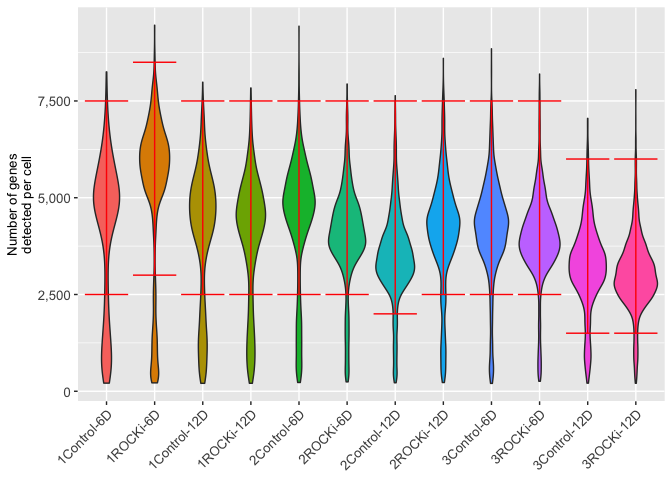 Number of genes
detected per cell
7,500
5,000
2,500
0
1Control-6D
1ROCKi-6D
1Control-12D
1ROCKi-12D
2Control-6D
2ROCKi-6D
2Control-12D
2ROCKi-12D
3Control-6D
3ROCKi-6D
3Control-12D
3ROCKi-12D